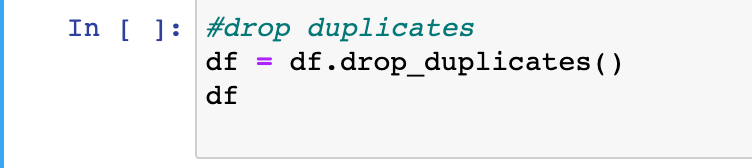 In [ ]: #drop duplicates
df = df.drop_duplicates()
df